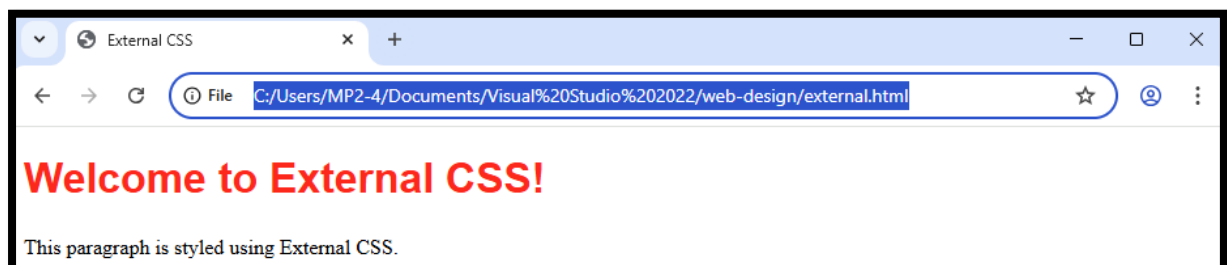 External CSS
File C:/Users/MP2-4/Documents/Visual%20Studio%202022/web-design/external.html
Welcome to External CSS!
This paragraph is styled using External CSS.